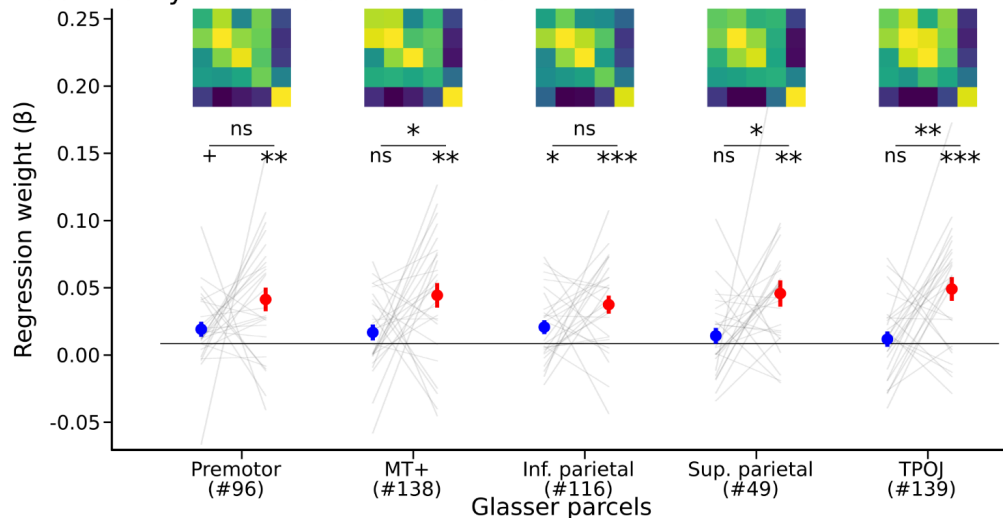 0.25
0.20
0.15
0.10
0.05
0.00
-0.05
Regression weight (β)
ns
+ **
*
ns **
ns
* ***
*
ns **
**
ns ***
Premotor
(#96)
MT+
(#138)
Inf. parietal
(#116)
Sup. parietal
(#49)
TPOJ
(#139)
Glasser parcels